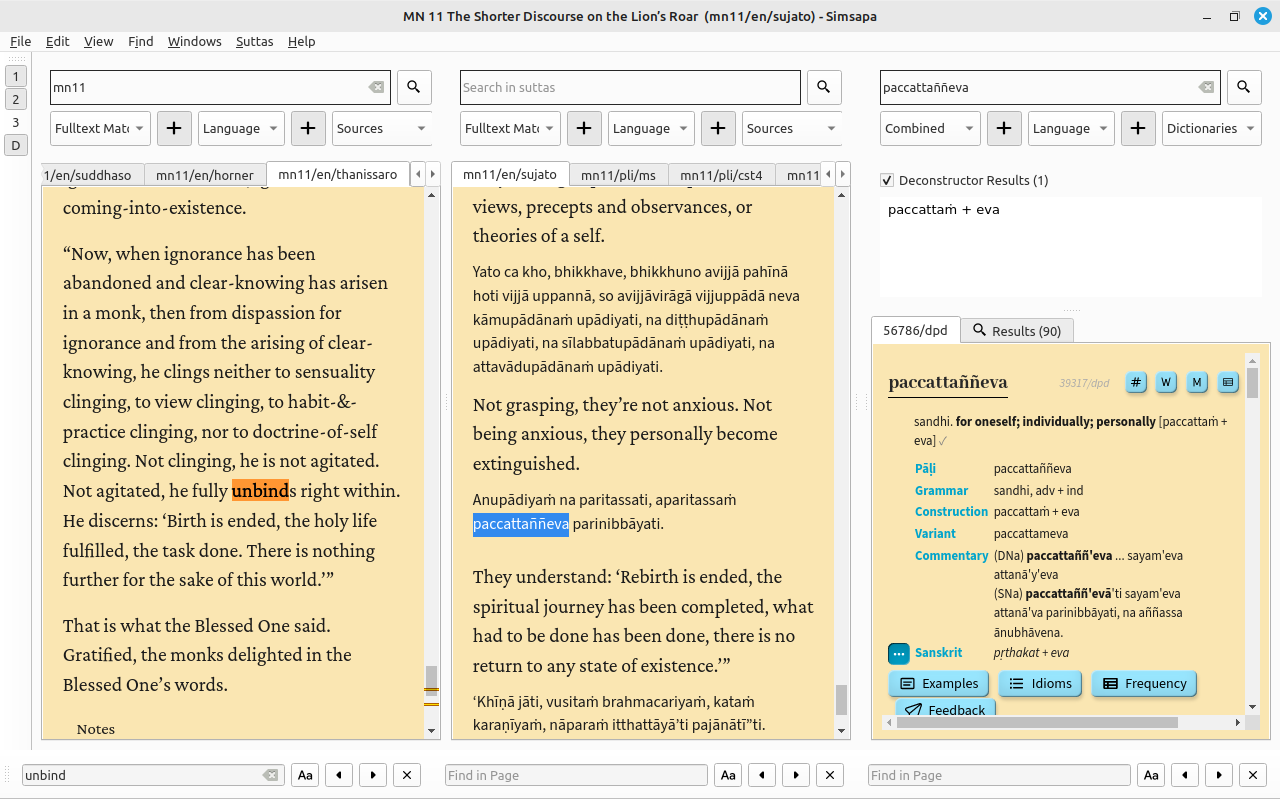 MN 11 The Shorter Discourse on the Lion's Roar (mn11/en/sujato) - Simsapa
File Edit View Find Windows Suttas Help
1
2
3
D
mn11
Fulltext Matc
Language
Sources
1/en/suddhaso
mn11/en/horner
mn11/en/thanissaro
coming-into-existence.
“Now, when ignorance has been
abandoned and clear-knowing has arisen
in a monk, then from dispassion for
ignorance and from the arising of clear-
knowing, he clings neither to sensuality
clinging, to view clinging, to habit-&-
practice clinging, nor to doctrine-of-self
clinging. Not clinging, he is not agitated.
Not agitated, he fully unbinds right within.
He discerns: ‘Birth is ended, the holy life
fulfilled, the task done. There is nothing
further for the sake of this world.’”
That is what the Blessed One said.
Gratified, the monks delighted in the
Blessed One’s words.
Notes
unbind
Aa
Search in suttas
Fulltext Matc
Language
Sources
mn11/en/sujato
mn11/pli/ms
mn11/pli/cst4
mn11
views, precepts and observances, or
theories of a self.
Yato ca kho, bhikkhave, bhikkhuno avijjā pahīnā
hoti vijjā uppannā, so avijjāvirāgā vijjuppādā neva
kāmupādānaṁ upādiyati, na diṭṭhupādānaṁ
upādiyati, na sīlabbatupādānaṁ upādiyati, na
attavādupādānaṁ upādiyati.
Not grasping, they’re not anxious. Not
being anxious, they personally become
extinguished.
Anupādiyaṁ na paritassati, aparitassaṁ
paccattaññeva parinibbāyati.
They understand: ‘Rebirth is ended, the
spiritual journey has been completed, what
had to be done has been done, there is no
return to any state of existence.’”
‘Khīṇā jāti, vusitaṁ brahmacariyaṁ, kataṁ
karaṇīyaṁ, nāparaṁ itthattāyā’ti pajānātī”ti.
Find in Page
Aa
paccattaññeva
Combined
Language
Dictionaries
Deconstructor Results (1)
paccattaṁ + eva
56786/dpd
Results (90)
paccattaññeva
39317/dpd
# W M
sandhi. for oneself; individually; personally [paccattaṁ +
eva] ✓
Pāḷi paccattaññeva
Grammar sandhi, adv + ind
Construction paccattaṁ + eva
Variant paccattameva
Commentary (DNa) paccattaññ'eva ... sayam'eva
attanā'y'eva
(SNa) paccattaññ'evā'ti sayam'eva
attanā'va parinibbāyati, na aññassa
ānubhāvena.
Sanskrit pṛthakat + eva
Examples
Idioms
Frequency
Feedback
Find in Page
Aa